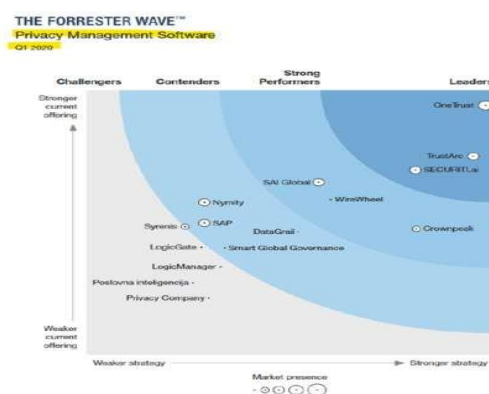 THE FORRESTER WAVE™
Privacy Management Software
Q1 2020
Challengers
Contenders
Strong
Performers
Leaders
Stronger
current
offering
OneTrust
TrustArc
SECURITI.ai
SAI Global
WireWheel
Nymity
SAP
Syrenis
DataGrail
Crownpeak
LogicGate
Smart Global Governance
LogicManager
Poslovna inteligencija
Privacy Company
Weaker
current
offering
Weaker strategy
Stronger strategy
Market presence